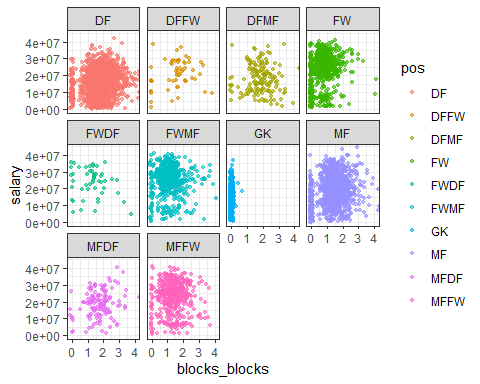 DF DFFW DFMF FW
4e+07
3e+07
2e+07
1e+07
0e+00
FWDF FWMF GK MF
4e+07
3e+07
2e+07
1e+07
0e+00
MFDF MFFW
4e+07
3e+07
2e+07
1e+07
0e+00
0 1 2 3 4 0 1 2 3 4
0 1 2 3 4 0 1 2 3 4
blocks_blocks
salary
pos
DF
DFFW
DFMF
FW
FWDF
FWMF
GK
MF
MFDF
MFFW